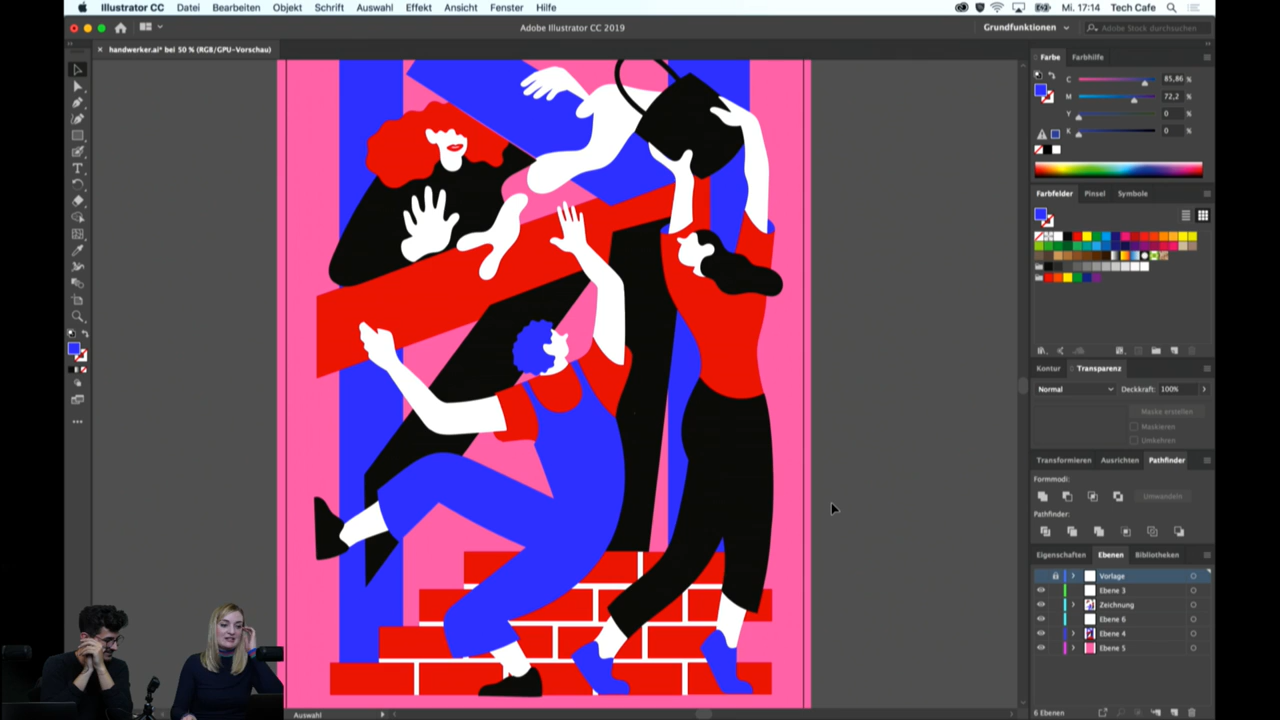 Illustrator CC Datei Bearbeiten Objekt Schrift Auswahl Effekt Ansicht Fenster Hilfe Mi. 17:14 Tech Cafe
Adobe Illustrator CC 2019 Grundfunktionen Adobe Stock durchsuchen
× handwerker.ai* bei 50 % (RGB/GPU-Vorschau)
Farbe Farbhilfe
C 85,86 %
M 72,2 %
Y 0 %
K 0 %
Farbfelder Pinsel Symbole
Kontur Transparenz
Normal Deckkraft: 100%
Maske erstellen
Maskieren
Umkehren
Transformieren Ausrichten Pathfinder
Formmodi:
Umwandeln
Pathfinder:
Eigenschaften Ebenen Bibliotheken
Vorlage
Ebene 3
Zeichnung
Ebene 6
Ebene 4
Ebene 5
Auswahl
6 Ebenen